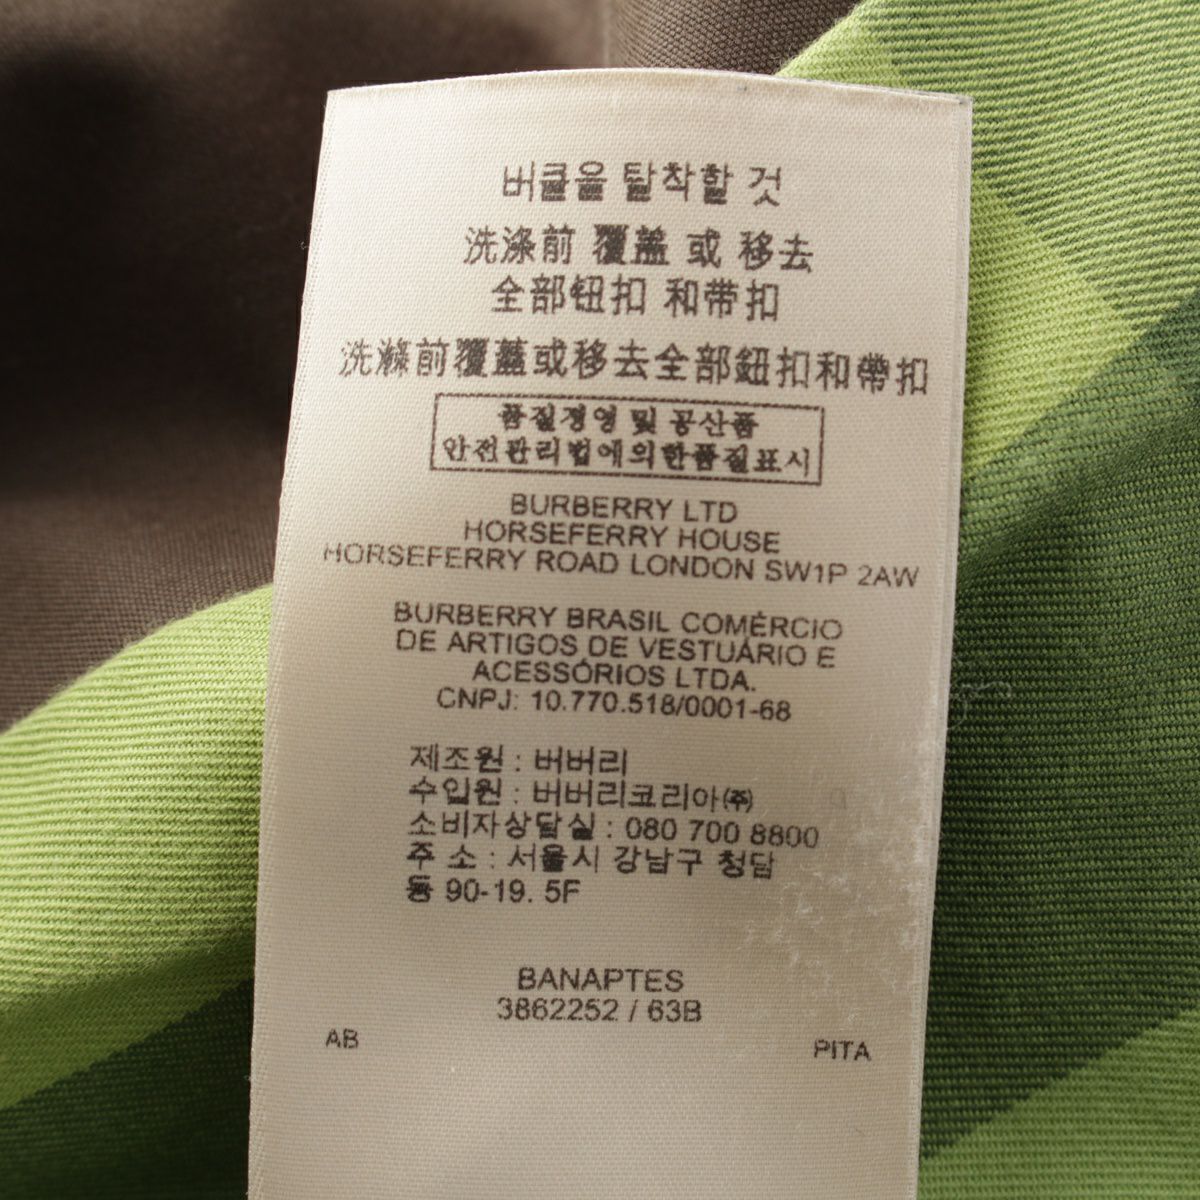 버클을 탈착할 것
洗涤前 覆蓋 或 移去
全部钮扣 和带扣
洗滌前覆蓋或移去全部鈕扣和帶扣
품질경영 및 공산품
안전관리법에의한품질표시
BURBERRY LTD
HORSEFERRY HOUSE
HORSEFERRY ROAD LONDON SW1P 2AW
BURBERRY BRASIL COMÉRCIO
DE ARTIGOS DE VESTUÁRIO E
ACESSÓRIOS LTDA.
CNPJ: 10.770.518/0001-68
제조원 : 버버리
수입원 : 버버리코리아㈜
소비자상담실 : 080 700 8800
주 소 : 서울시 강남구 청담
동 90-19. 5F
BANAPTES
3862252 / 63B
AB
PITA